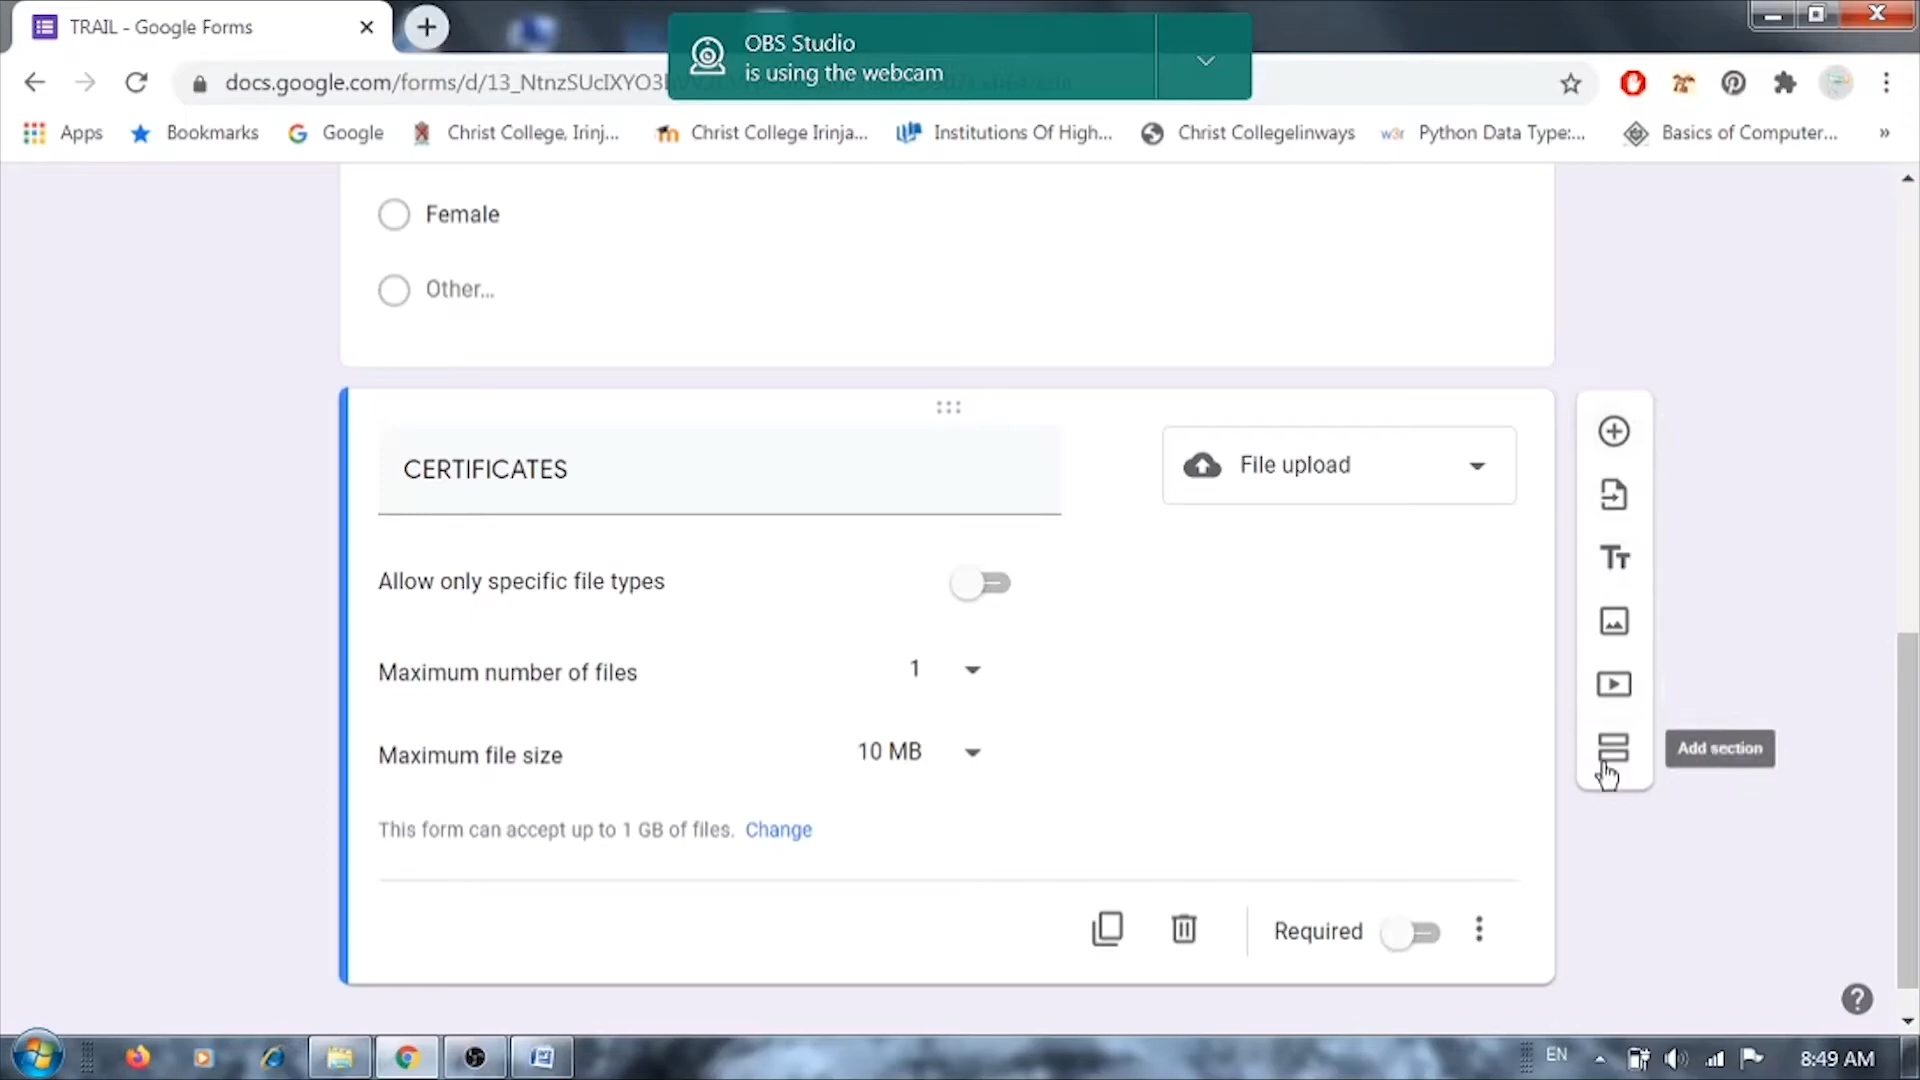 TRAIL - Google Forms
OBS Studio
is using the webcam
docs.google.com/forms/d/13_NtnzSUcIXYO3
Apps
Bookmarks
Google
Christ College, Irinj...
Christ College Irinja...
Institutions Of High...
Christ Collegelinways
Python Data Type:...
Basics of Computer...
»
Female
Other...
CERTIFICATES
File upload
Allow only specific file types
Maximum number of files
1
Maximum file size
10 MB
Add section
This form can accept up to 1 GB of files. Change
Required
EN
8:49 AM